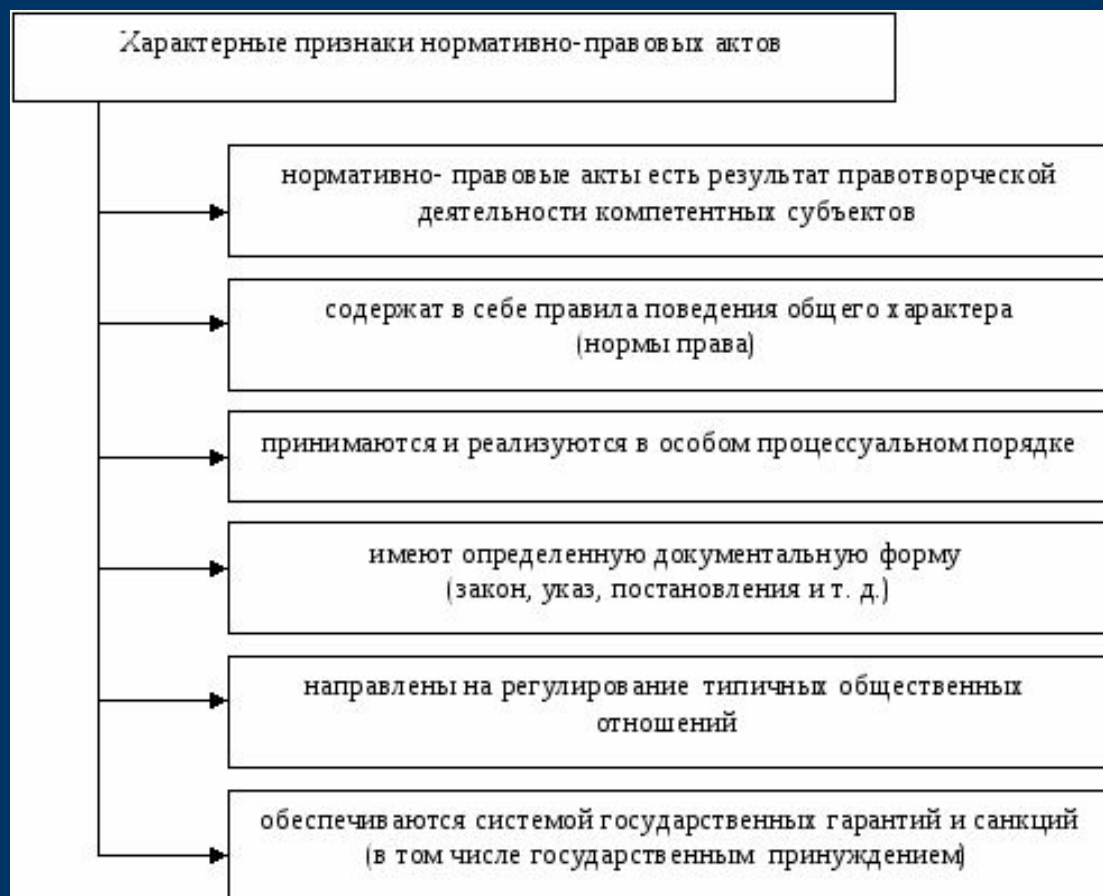 Характерные признаки нормативно-правовых актов
нормативно- правовые акты есть результат правотворческой
деятельности компетентных субъектов
содержат в себе правила поведения общего характера
(нормы права)
принимаются и реализуются в особом процессуальном порядке
имеют определенную документальную форму
(закон, указ, постановления и т. д.)
направлены на регулирование типичных общественных
отношений
обеспечиваются системой государственных гарантий и санкций
(в том числе государственным принуждением)